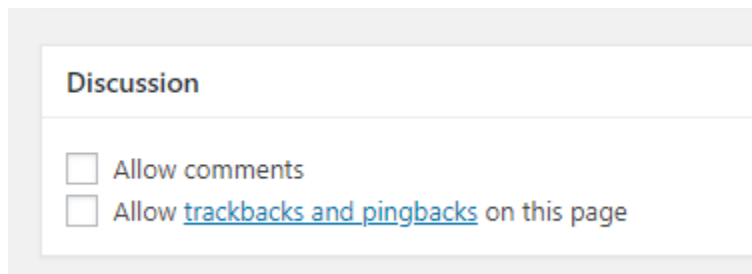 Discussion
Allow comments
Allow trackbacks and pingbacks on this page